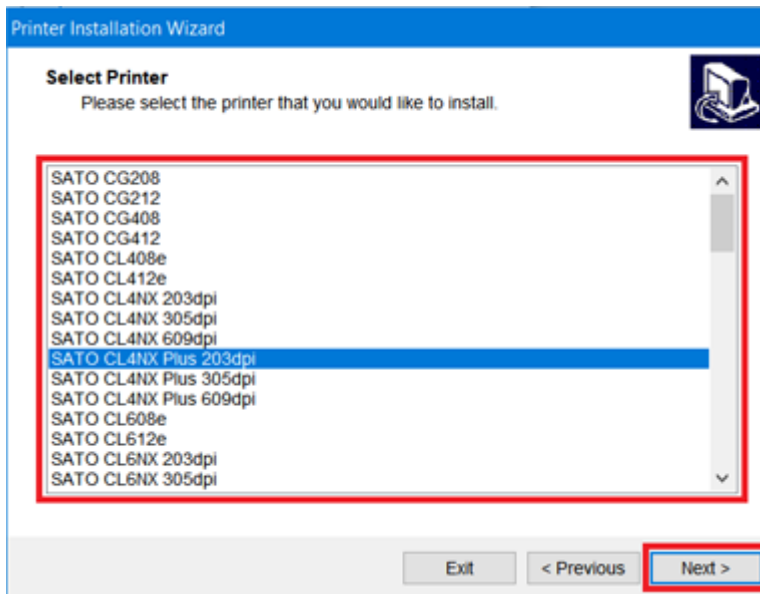 Printer Installation Wizard
Select Printer
Please select the printer that you would like to install.
SATO CG208
SATO CG212
SATO CG408
SATO CG412
SATO CL408e
SATO CL412e
SATO CL4NX 203dpi
SATO CL4NX 305dpi
SATO CL4NX 609dpi
SATO CL4NX Plus 203dpi
SATO CL4NX Plus 305dpi
SATO CL4NX Plus 609dpi
SATO CL608e
SATO CL612e
SATO CL6NX 203dpi
SATO CL6NX 305dpi
Exit < Previous Next >